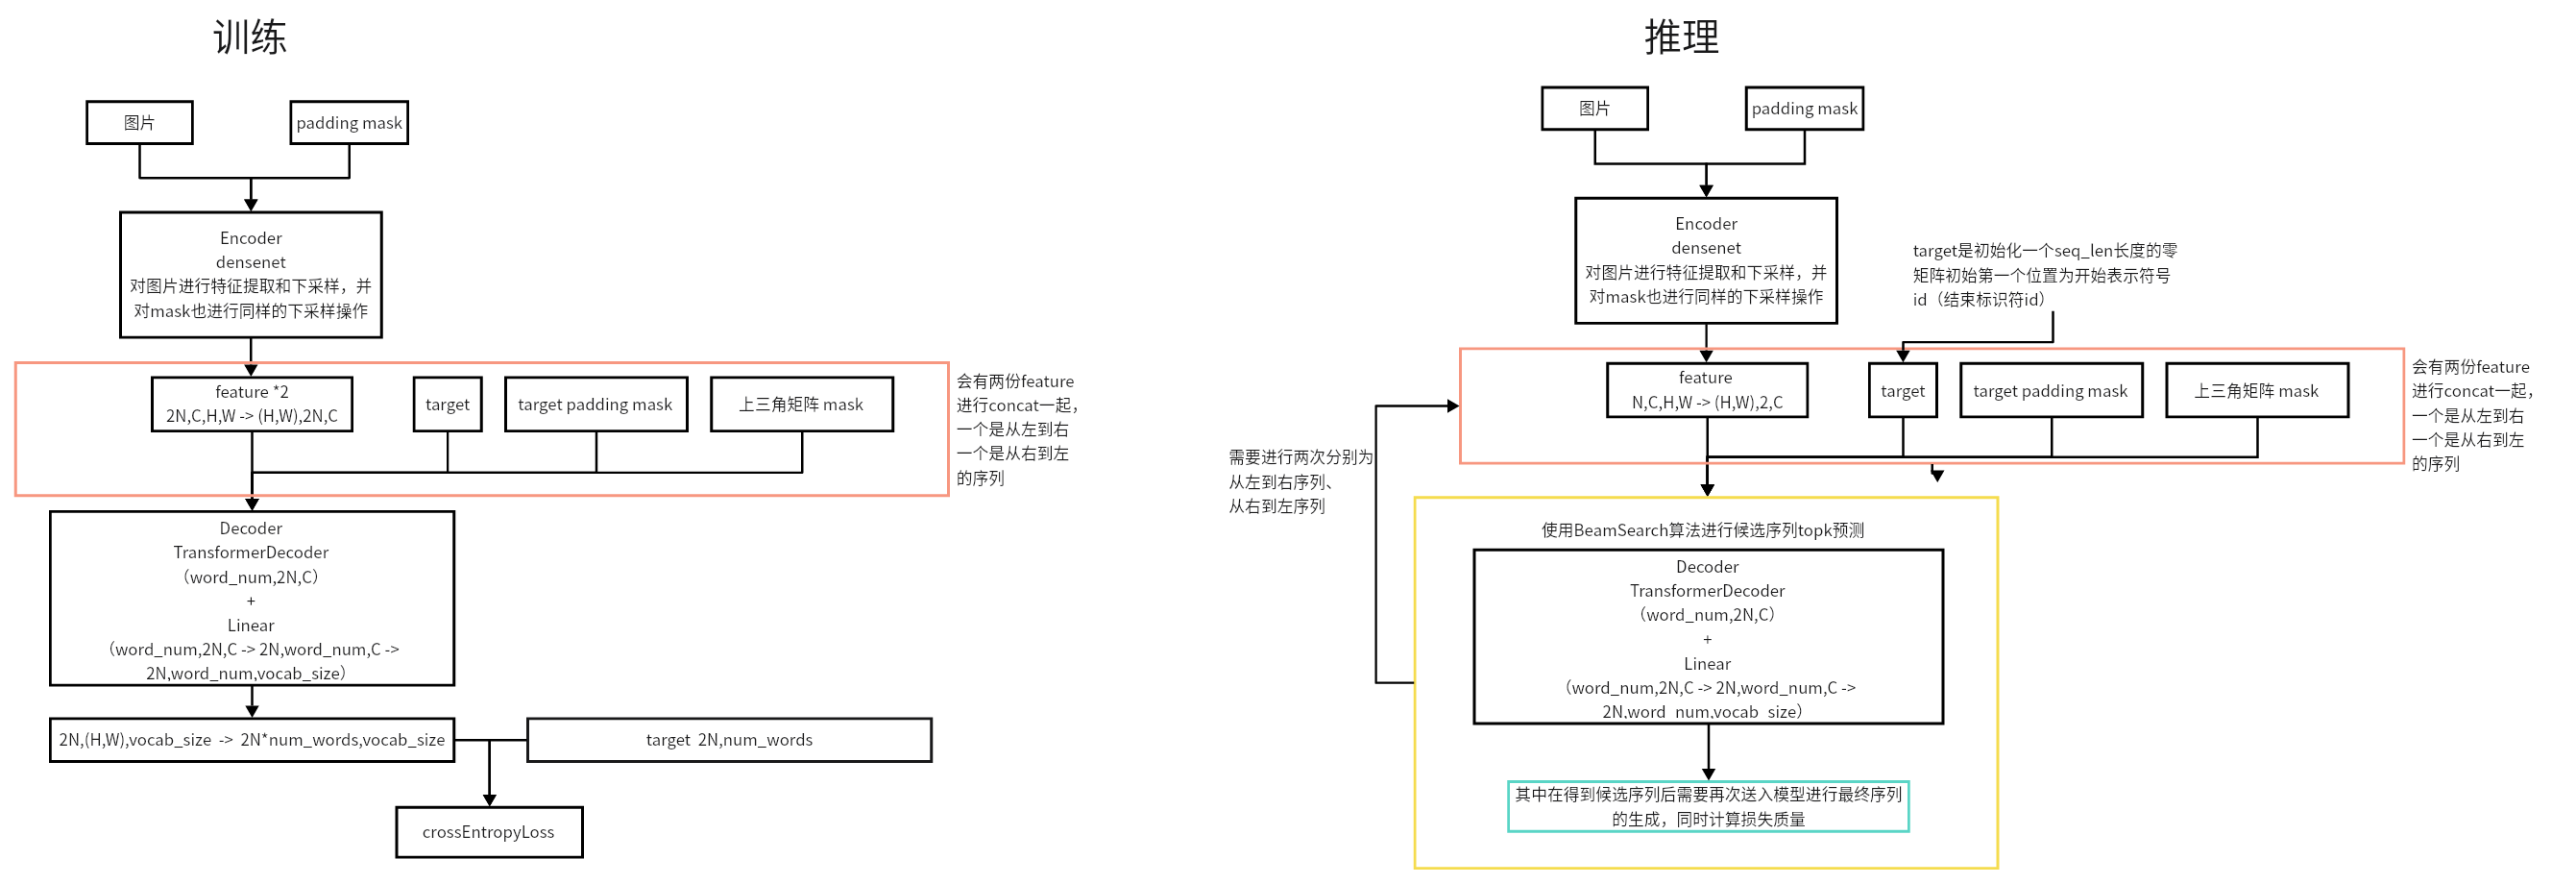 训练
图片
padding mask
Encoder
densenet
对图片进行特征提取和下采样，并
对mask也进行同样的下采样操作
feature *2
2N,C,H,W -> (H,W),2N,C
target
target padding mask
上三角矩阵 mask
会有两份feature
进行concat一起，
一个是从左到右
一个是从右到左
的序列
Decoder
TransformerDecoder
（word_num,2N,C）
+
Linear
（word_num,2N,C -> 2N,word_num,C ->
2N,word_num,vocab_size）
2N,(H,W),vocab_size -> 2N*num_words,vocab_size
target 2N,num_words
crossEntropyLoss
推理
图片
padding mask
Encoder
densenet
对图片进行特征提取和下采样，并
对mask也进行同样的下采样操作
target是初始化一个seq_len长度的零
矩阵初始第一个位置为开始表示符号
id（结束标识符id）
feature
N,C,H,W -> (H,W),2,C
target
target padding mask
上三角矩阵 mask
会有两份feature
进行concat一起，
一个是从左到右
一个是从右到左
的序列
需要进行两次分别为
从左到右序列、
从右到左序列
使用BeamSearch算法进行候选序列topk预测
Decoder
TransformerDecoder
（word_num,2N,C）
+
Linear
（word_num,2N,C -> 2N,word_num,C ->
2N,word_num,vocab_size）
其中在得到候选序列后需要再次送入模型进行最终序列
的生成，同时计算损失质量